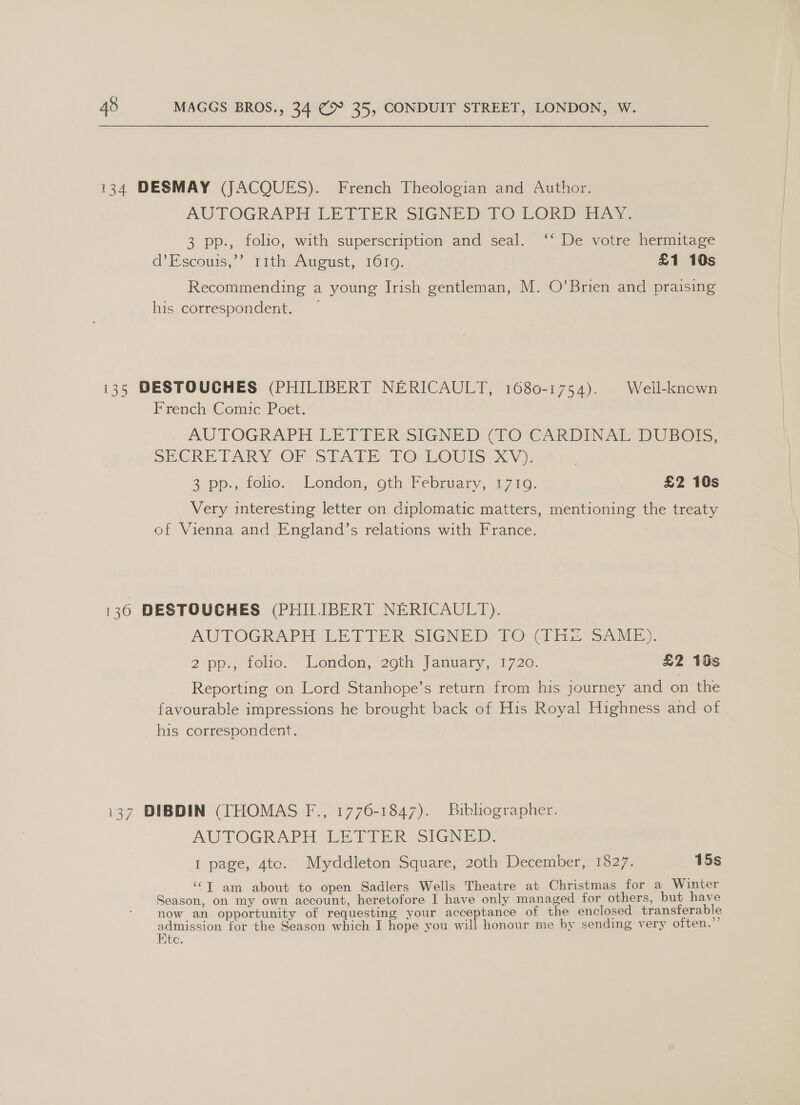 48 MAGGS BROS., 34 & 35, CONDUIT STREET, LONDON, W.
134 DESMAY (JACQUES). French Theologian and Author.
AUTOGRAPH LETTER SIGNED TO LORD HAY.
3 pp., folio, with superscription and seal. “ De votre hermitage
d’Escouis,” 11th August, 1619. £1 10s
Recommending a young Irish gentleman, M. O’Brien and praising
his correspondent.
135 DESTOUCHES (PHILIBERT NÉRICAULT, 1680-1754). Well-known
French Comic Poet.
AUTOGRAPH LETTER SIGNED (TO CARDINAL DUBOIS,
SECRETARY OF STATE TO LOUIS XV).
3 pp., folio. London, 9th February, 1719. £2 10s
Very interesting letter on diplomatic matters, mentioning the treaty
of Vienna and England’s relations with France.
136 DESTOUCHES (PHILIBERT NÉRICAULT).
AUTOGRAPH LETTER SIGNED TO (THE SAME).
2 pp., folio. London, 29th January, 1720. £2 10s
Reporting on Lord Stanhope’s return from his journey and on the
favourable impressions he brought back of His Royal Highness and of
his correspondent.
137 DIBDIN (THOMAS F., 1776-1847). Bibliographer.
AUTOGRAPH LETTER SIGNED.
1 page, 4to. Myddleton Square, 20th December, 1827. 15s
“I am about to open Sadlers Wells Theatre at Christmas for a Winter
Season, on my own account, heretofore I have only managed for others, but have
now an opportunity of requesting your acceptance of the enclosed transferable
admission for the Season which I hope you will honour me by sending very often.”
Etc.